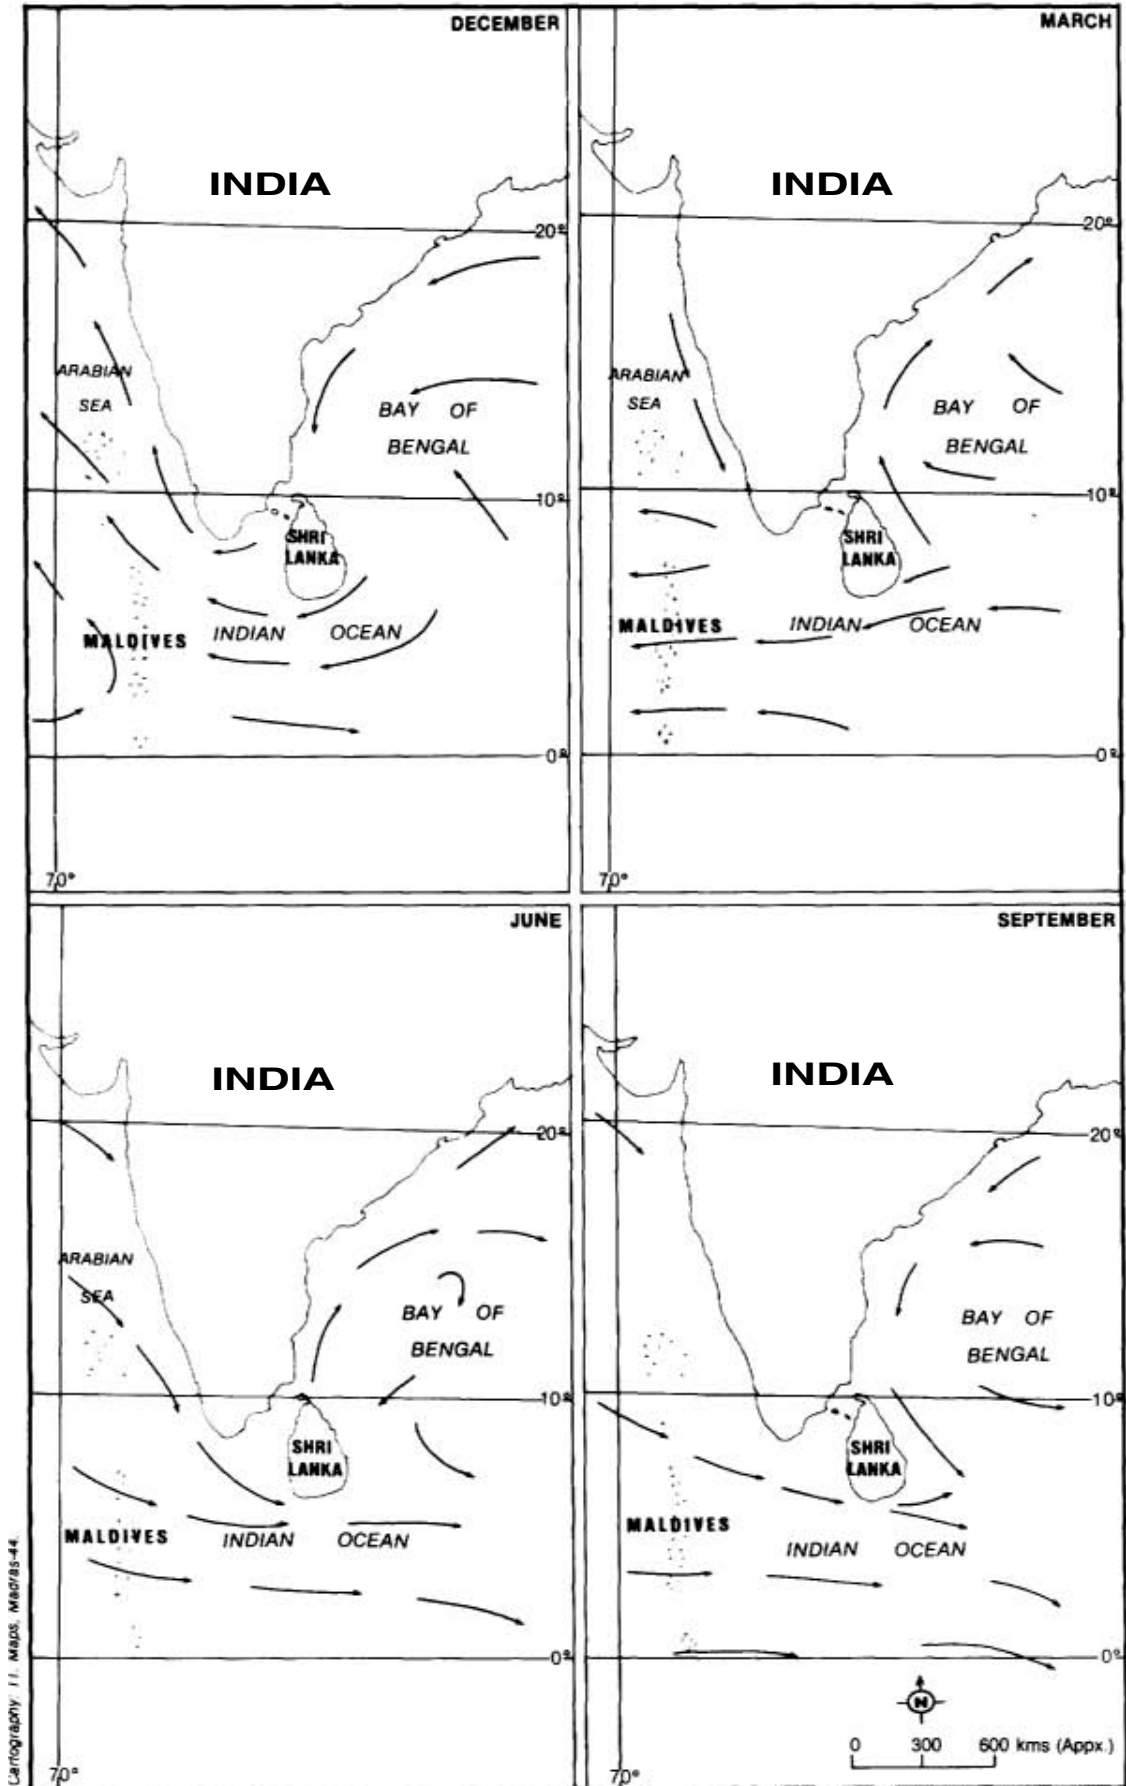 DECEMBER
INDIA
20°
ARABIAN
SEA
BAY OF
BENGAL
10°
SHRI
LANKA
MALDIVES
INDIAN OCEAN
0°
70°
MARCH
INDIA
20°
ARABIAN
SEA
BAY OF
BENGAL
10°
SHRI
LANKA
MALDIVES
INDIAN OCEAN
0°
70°
JUNE
INDIA
20°
ARABIAN
SEA
BAY OF
BENGAL
10°
SHRI
LANKA
MALDIVES
INDIAN OCEAN
0°
70°
SEPTEMBER
INDIA
20°
BAY OF
BENGAL
10°
SHRI
LANKA
MALDIVES
INDIAN OCEAN
0°
N
0 300 600 kms (Appx.)
70°
Cartography: T.T. Maps, Madras-44.